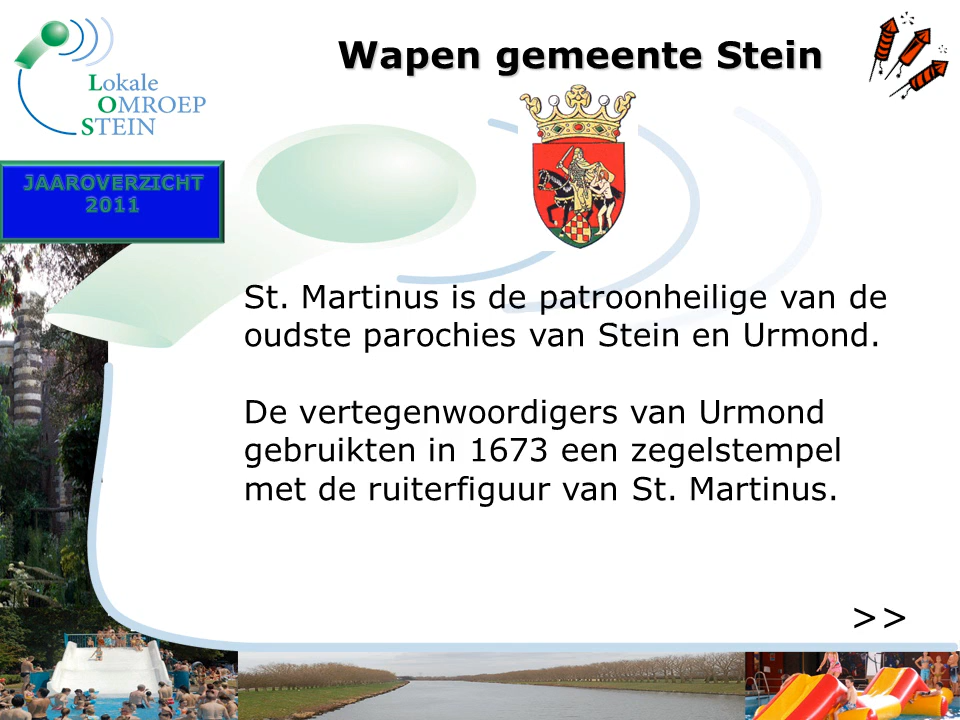 Wapen gemeente Stein
Lokale
OMROEP
STEIN
JAAROVERZICHT
2011
St. Martinus is de patroonheilige van de
oudste parochies van Stein en Urmond.
De vertegenwoordigers van Urmond
gebruikten in 1673 een zegelstempel
met de ruiterfiguur van St. Martinus.
>>